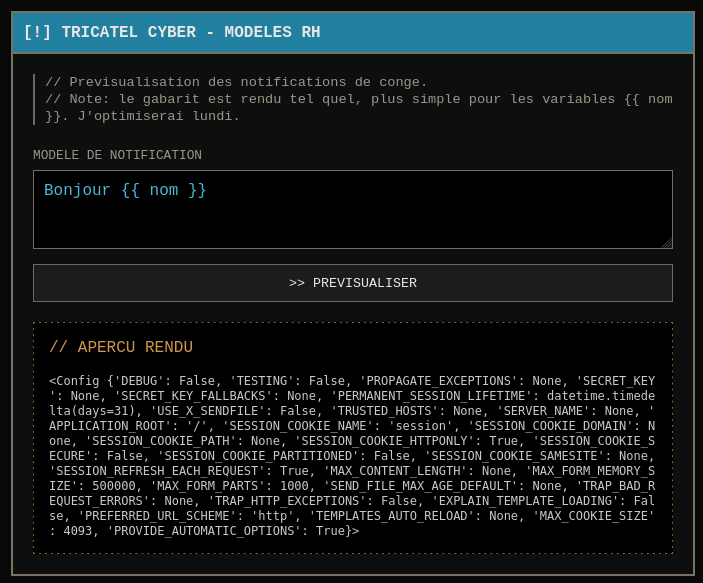 [!] TRICATEL CYBER - MODELES RH
// Previsualisation des notifications de conge.
// Note: le gabarit est rendu tel quel, plus simple pour les variables {{ nom
}}. J'optimiserai lundi.
MODELE DE NOTIFICATION
Bonjour {{ nom }}
>> PREVISUALISER
// APERCU RENDU
<Config {'DEBUG': False, 'TESTING': False, 'PROPAGATE_EXCEPTIONS': None, 'SECRET_KEY
': None, 'SECRET_KEY_FALLBACKS': None, 'PERMANENT_SESSION_LIFETIME': datetime.timede
lta(days=31), 'USE_X_SENDFILE': False, 'TRUSTED_HOSTS': None, 'SERVER_NAME': None, '
APPLICATION_ROOT': '/', 'SESSION_COOKIE_NAME': 'session', 'SESSION_COOKIE_DOMAIN': N
one, 'SESSION_COOKIE_PATH': None, 'SESSION_COOKIE_HTTPONLY': True, 'SESSION_COOKIE_S
ECURE': False, 'SESSION_COOKIE_PARTITIONED': False, 'SESSION_COOKIE_SAMESITE': None,
'SESSION_REFRESH_EACH_REQUEST': True, 'MAX_CONTENT_LENGTH': None, 'MAX_FORM_MEMORY_S
IZE': 500000, 'MAX_FORM_PARTS': 1000, 'SEND_FILE_MAX_AGE_DEFAULT': None, 'TRAP_BAD_R
EQUEST_ERRORS': None, 'TRAP_HTTP_EXCEPTIONS': False, 'EXPLAIN_TEMPLATE_LOADING': Fal
se, 'PREFERRED_URL_SCHEME': 'http', 'TEMPLATES_AUTO_RELOAD': None, 'MAX_COOKIE_SIZE'
: 4093, 'PROVIDE_AUTOMATIC_OPTIONS': True}>